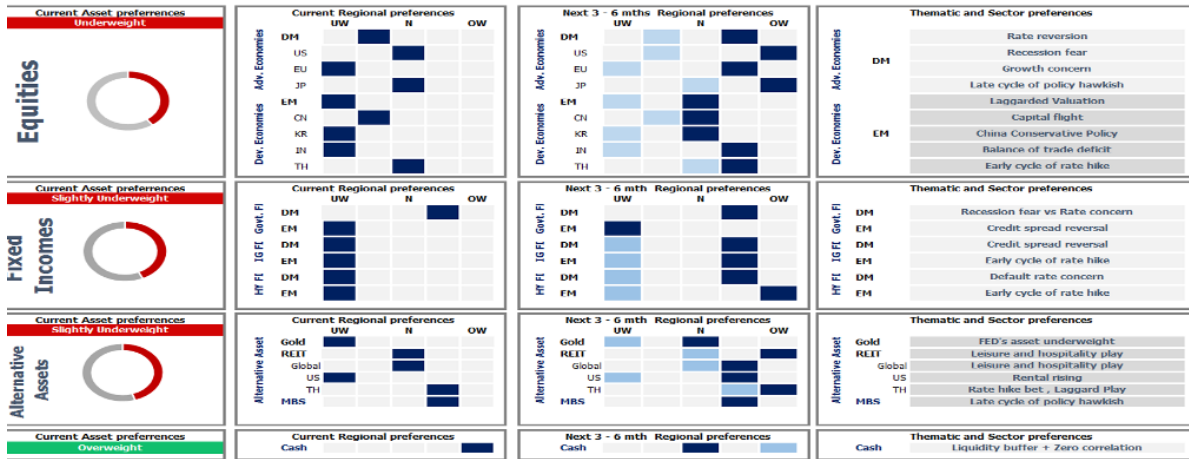 Current Asset preferrences
Underweight
Equities
Current Regional preferences
UW N OW
Adv. Economies
DM
US
EU
JP
Dev. Economies
EM
CN
KR
IN
TH
Next 3 - 6 mths Regional preferences
UW N OW
Adv. Economies
DM
US
EU
JP
Dev. Economies
EM
CN
KR
IN
TH
Thematic and Sector preferences
Adv. Economies
DM
Rate reversion
Recession fear
Growth concern
Late cycle of policy hawkish
Dev. Economies
EM
Laggarded Valuation
Capital flight
China Conservative Policy
Balance of trade deficit
Early cycle of rate hike
Current Asset preferrences
Slightly Underweight
Fixed
Incomes
Current Regional preferences
UW N OW
Govt. FI
DM
EM
IG FI
DM
EM
HY FI
DM
EM
Next 3 - 6 mth Regional preferences
UW N OW
Govt. FI
DM
EM
IG FI
DM
EM
HY FI
DM
EM
Thematic and Sector preferences
Govt. FI
DM Recession fear vs Rate concern
EM Credit spread reversal
IG FI
DM Credit spread reversal
EM Early cycle of rate hike
HY FI
DM Default rate concern
EM Early cycle of rate hike
Current Asset preferrences
Slightly Underweight
Alternative
Assets
Current Regional preferences
UW N OW
Alternative Asset
Gold
REIT
Global
US
TH
MBS
Next 3 - 6 mth Regional preferences
UW N OW
Alternative Asset
Gold
REIT
Global
US
TH
MBS
Thematic and Sector preferences
Alternative Asset
Gold FED's asset underweight
REIT Leisure and hospitality play
Global Leisure and hospitality play
US Rental rising
TH Rate hike bet , Laggard Play
MBS Late cycle of policy hawkish
Current Asset preferrences
Overweight
Current Regional preferences
Cash
Next 3 - 6 mth Regional preferences
Cash
Thematic and Sector preferences
Cash Liquidity buffer + Zero correlation